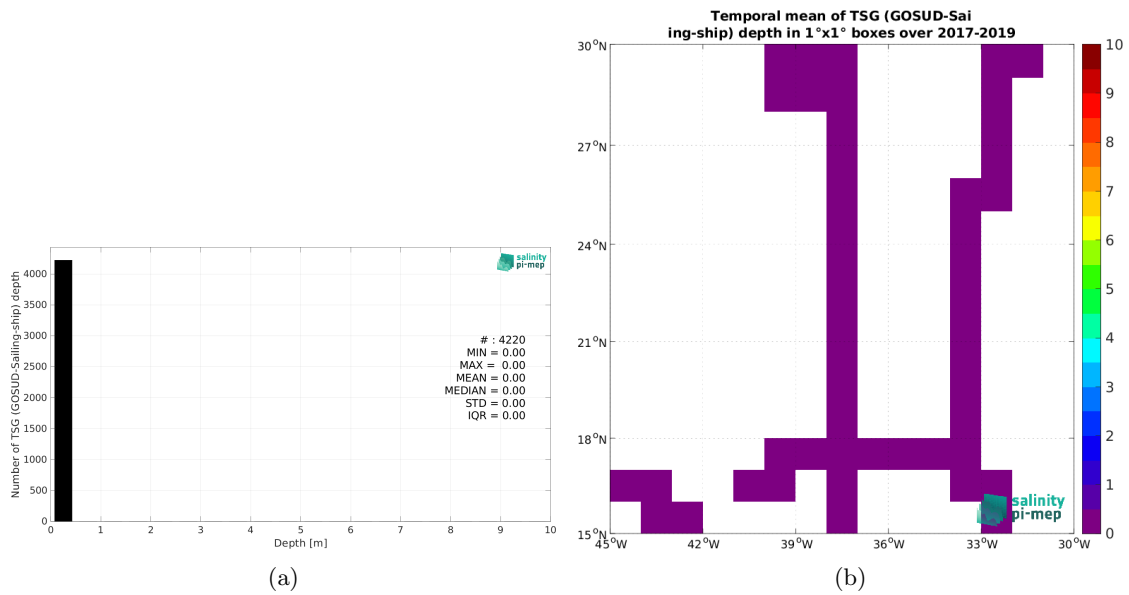 Number of TSG (GOSUD-Sailing-ship) depth
4000
3500
3000
2500
2000
1500
1000
500
0
0 1 2 3 4 5 6 7 8 9 10
Depth [m]
salinity
pi-mep
# : 4220
MIN = 0.00
MAX = 0.00
MEAN = 0.00
MEDIAN = 0.00
STD = 0.00
IQR = 0.00
(a)
Temporal mean of TSG (GOSUD-Sai
ing-ship) depth in 1°x1° boxes over 2017-2019
30°N
27°N
24°N
21°N
18°N
15°N
45°W 42°W 39°W 36°W 33°W 30°W
salinity
pi-mep
10
9
8
7
6
5
4
3
2
1
0
(b)